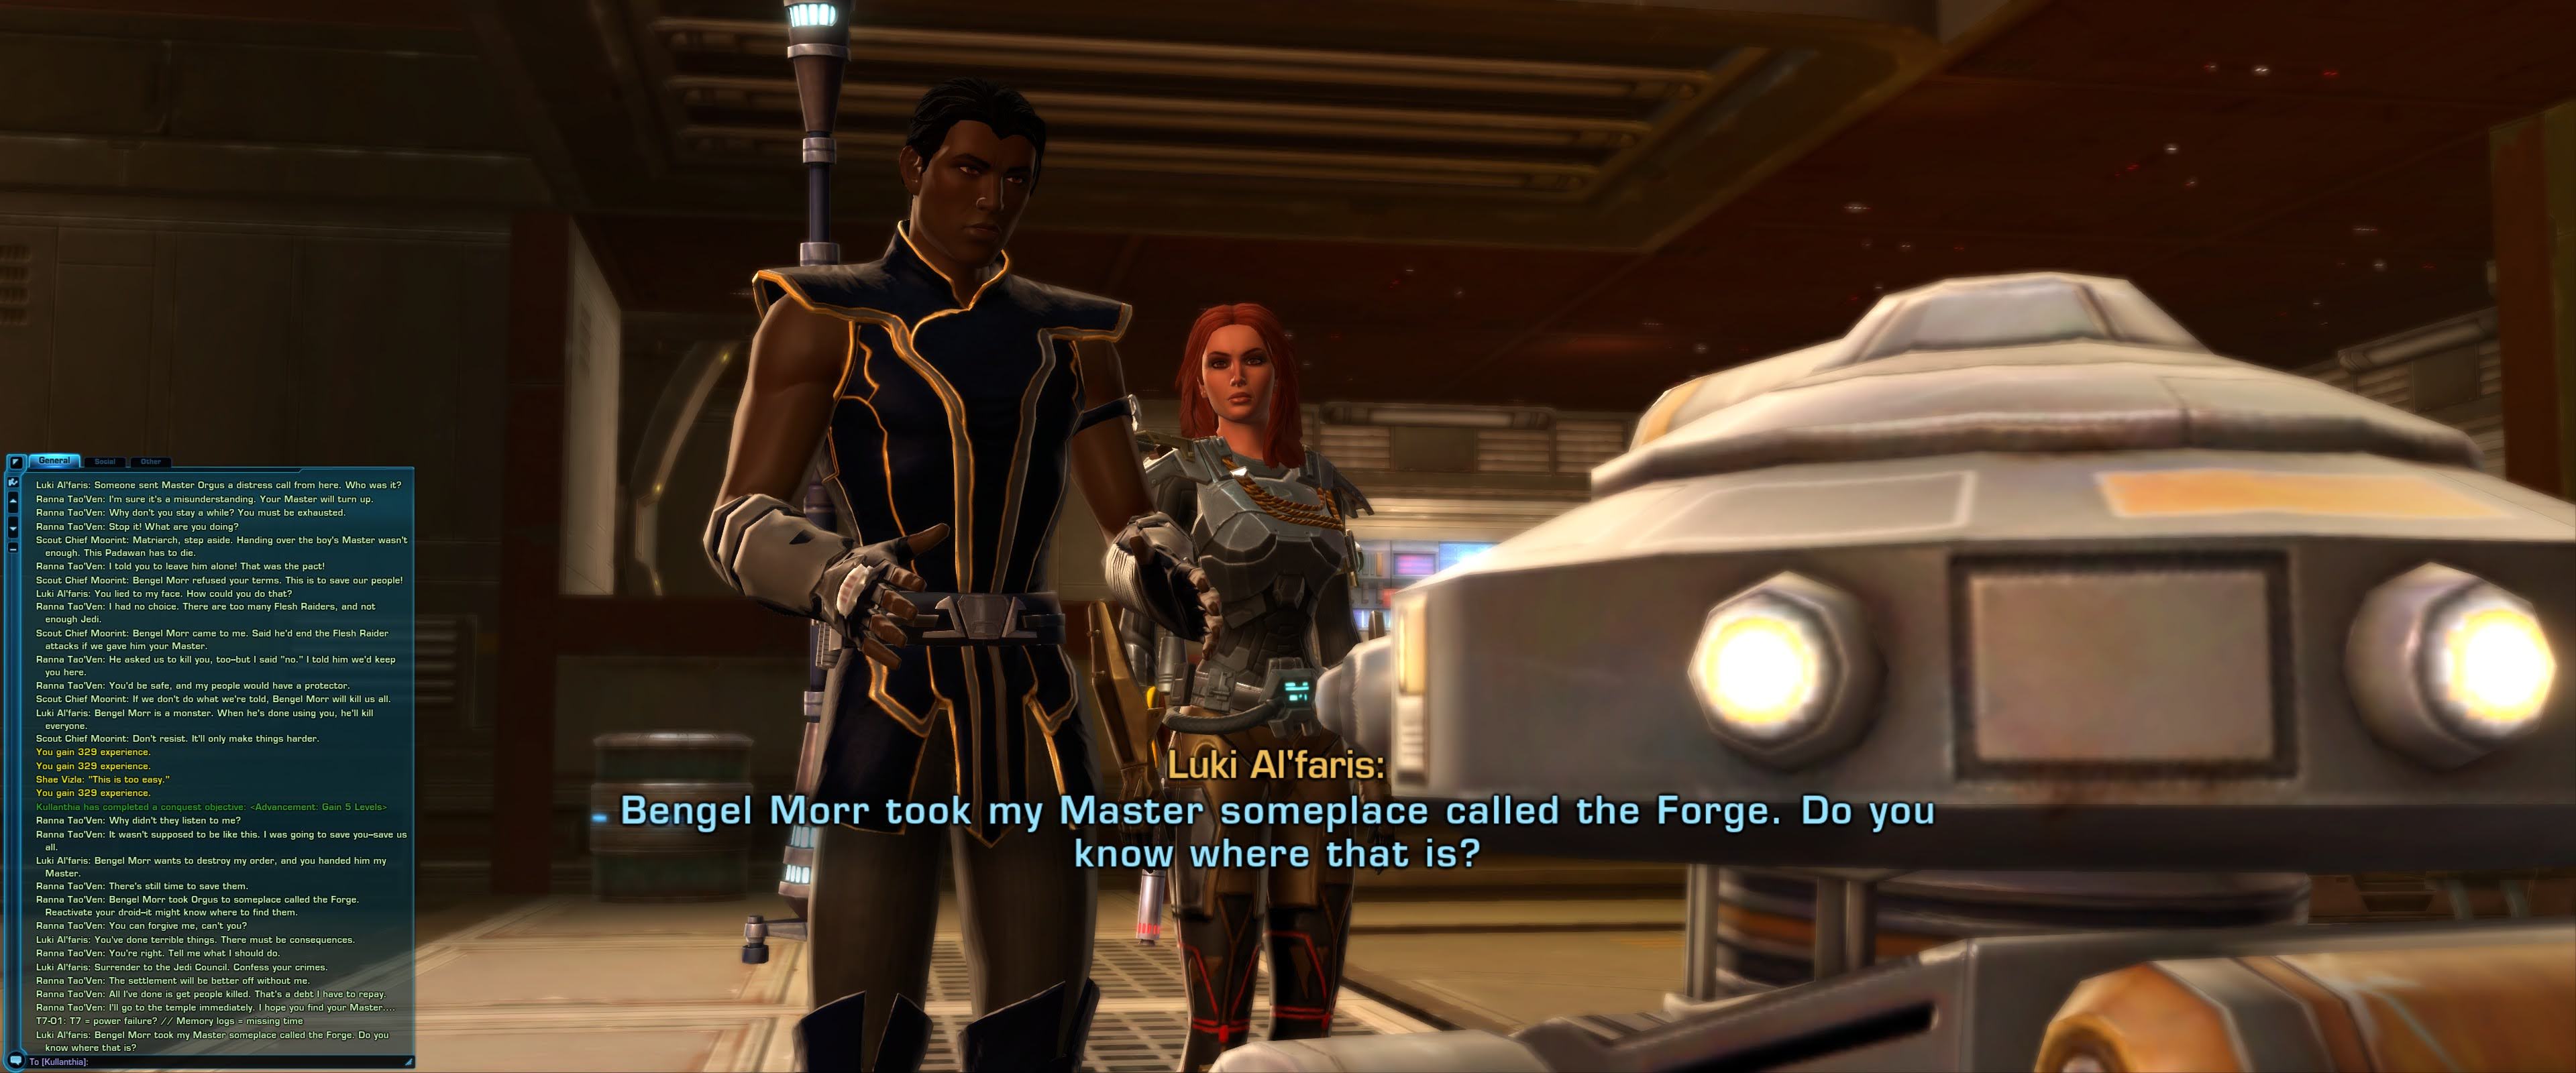 General Social Other
Luki Al'faris: Someone sent Master Orgus a distress call from here. Who was it?
Ranna Tao'Ven: I'm sure it's a misunderstanding. Your Master will turn up.
Ranna Tao'Ven: Why don't you stay a while? You must be exhausted.
Ranna Tao'Ven: Stop it! What are you doing?
Scout Chief Moorint: Matriarch, step aside. Handing over the boy's Master wasn't
enough. This Padawan has to die.
Ranna Tao'Ven: I told you to leave him alone! That was the pact!
Scout Chief Moorint: Bengel Morr refused your terms. This is to save our people!
Luki Al'faris: You lied to my face. How could you do that?
Ranna Tao'Ven: I had no choice. There are too many Flesh Raiders, and not
enough Jedi.
Scout Chief Moorint: Bengel Morr came to me. Said he'd end the Flesh Raider
attacks if we gave him your Master.
Ranna Tao'Ven: He asked us to kill you, too--but I said "no." I told him we'd keep
you here.
Ranna Tao'Ven: You'd be safe, and my people would have a protector.
Scout Chief Moorint: If we don't do what we're told, Bengel Morr will kill us all.
Luki Al'faris: Bengel Morr is a monster. When he's done using you, he'll kill
everyone.
Scout Chief Moorint: Don't resist. It'll only make things harder.
You gain 329 experience.
You gain 329 experience.
Shae Vizla: "This is too easy."
You gain 329 experience.
Kullanthia has completed a conquest objective: <Advancement: Gain 5 Levels>
Ranna Tao'Ven: Why didn't they listen to me?
Ranna Tao'Ven: It wasn't supposed to be like this. I was going to save you--save us
all.
Luki Al'faris: Bengel Morr wants to destroy my order, and you handed him my
Master.
Ranna Tao'Ven: There's still time to save them.
Ranna Tao'Ven: Bengel Morr took Orgus to someplace called the Forge.
Reactivate your droid--it might know where to find them.
Ranna Tao'Ven: You can forgive me, can't you?
Luki Al'faris: You've done terrible things. There must be consequences.
Ranna Tao'Ven: You're right. Tell me what I should do.
Luki Al'faris: Surrender to the Jedi Council. Confess your crimes.
Ranna Tao'Ven: The settlement will be better off without me.
Ranna Tao'Ven: All I've done is get people killed. That's a debt I have to repay.
Ranna Tao'Ven: I'll go to the temple immediately. I hope you find your Master....
T7-01: T7 = power failure? // Memory logs = missing time
Luki Al'faris: Bengel Morr took my Master someplace called the Forge. Do you
know where that is?
To [Kullanthia]:
Luki Al'faris:
Bengel Morr took my Master someplace called the Forge. Do you
know where that is?